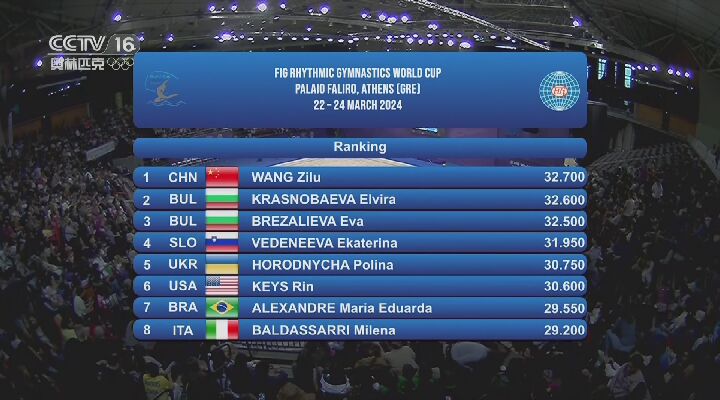 CCTV 16
奥林匹克
FIG RHYTHMIC GYMNASTICS WORLD CUP
PALAIO FALIRO, ATHENS (GRE)
22 – 24 MARCH 2024
Ranking
1 CHN WANG Zilu 32.700
2 BUL KRASNOBAEVA Elvira 32.600
3 BUL BREZALIEVA Eva 32.500
4 SLO VEDENEEVA Ekaterina 31.950
5 UKR HORODNYCHA Polina 30.750
6 USA KEYS Rin 30.600
7 BRA ALEXANDRE Maria Eduarda 29.550
8 ITA BALDASSARRI Milena 29.200